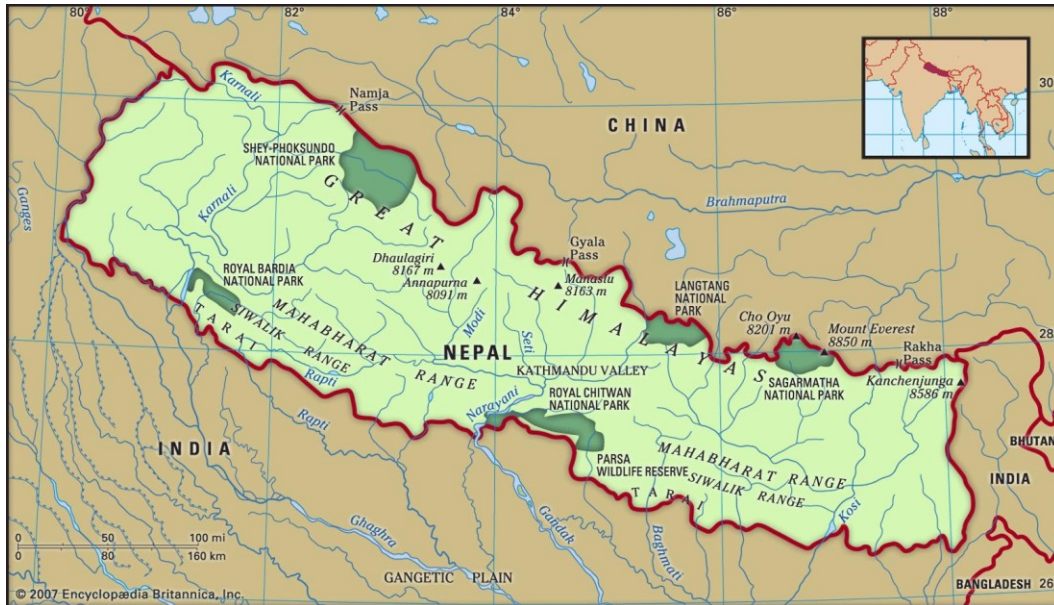 80°
82°
84°
86°
88°
30
28
26
Karnali
Namja
Pass
SHEY-PHOKSUNDO
NATIONAL PARK
CHINA
Ganges
Karnali
GREAT HIMALAYAS
Brahmaputra
Gyala
Pass
Dhaulagiri
8167 m
Annapurna
8091 m
Manaslu
8163 m
ROYAL BARDIA
NATIONAL PARK
LANGTANG
NATIONAL
PARK
Cho Oyu
8201 m
Mount Everest
8850 m
Rakha
Pass
Kanchenjunga
8586 m
MAHABHARAT RANGE
SIWALIK RANGE
TARAI
Modi
Seti
NEPAL
KATHMANDU VALLEY
SAGARMATHA
NATIONAL PARK
Rapti
Rapti
Narayani
ROYAL CHITWAN
NATIONAL PARK
INDIA
PARSA
WILDLIFE RESERVE
MAHABHARAT RANGE
SIWALIK RANGE
TARAI
BHUTAN
INDIA
Kosi
Ghaghra
Gandak
Baghmati
0 50 100 mi
0 80 160 km
GANGETIC PLAIN
BANGLADESH
© 2007 Encyclopædia Britannica, Inc.